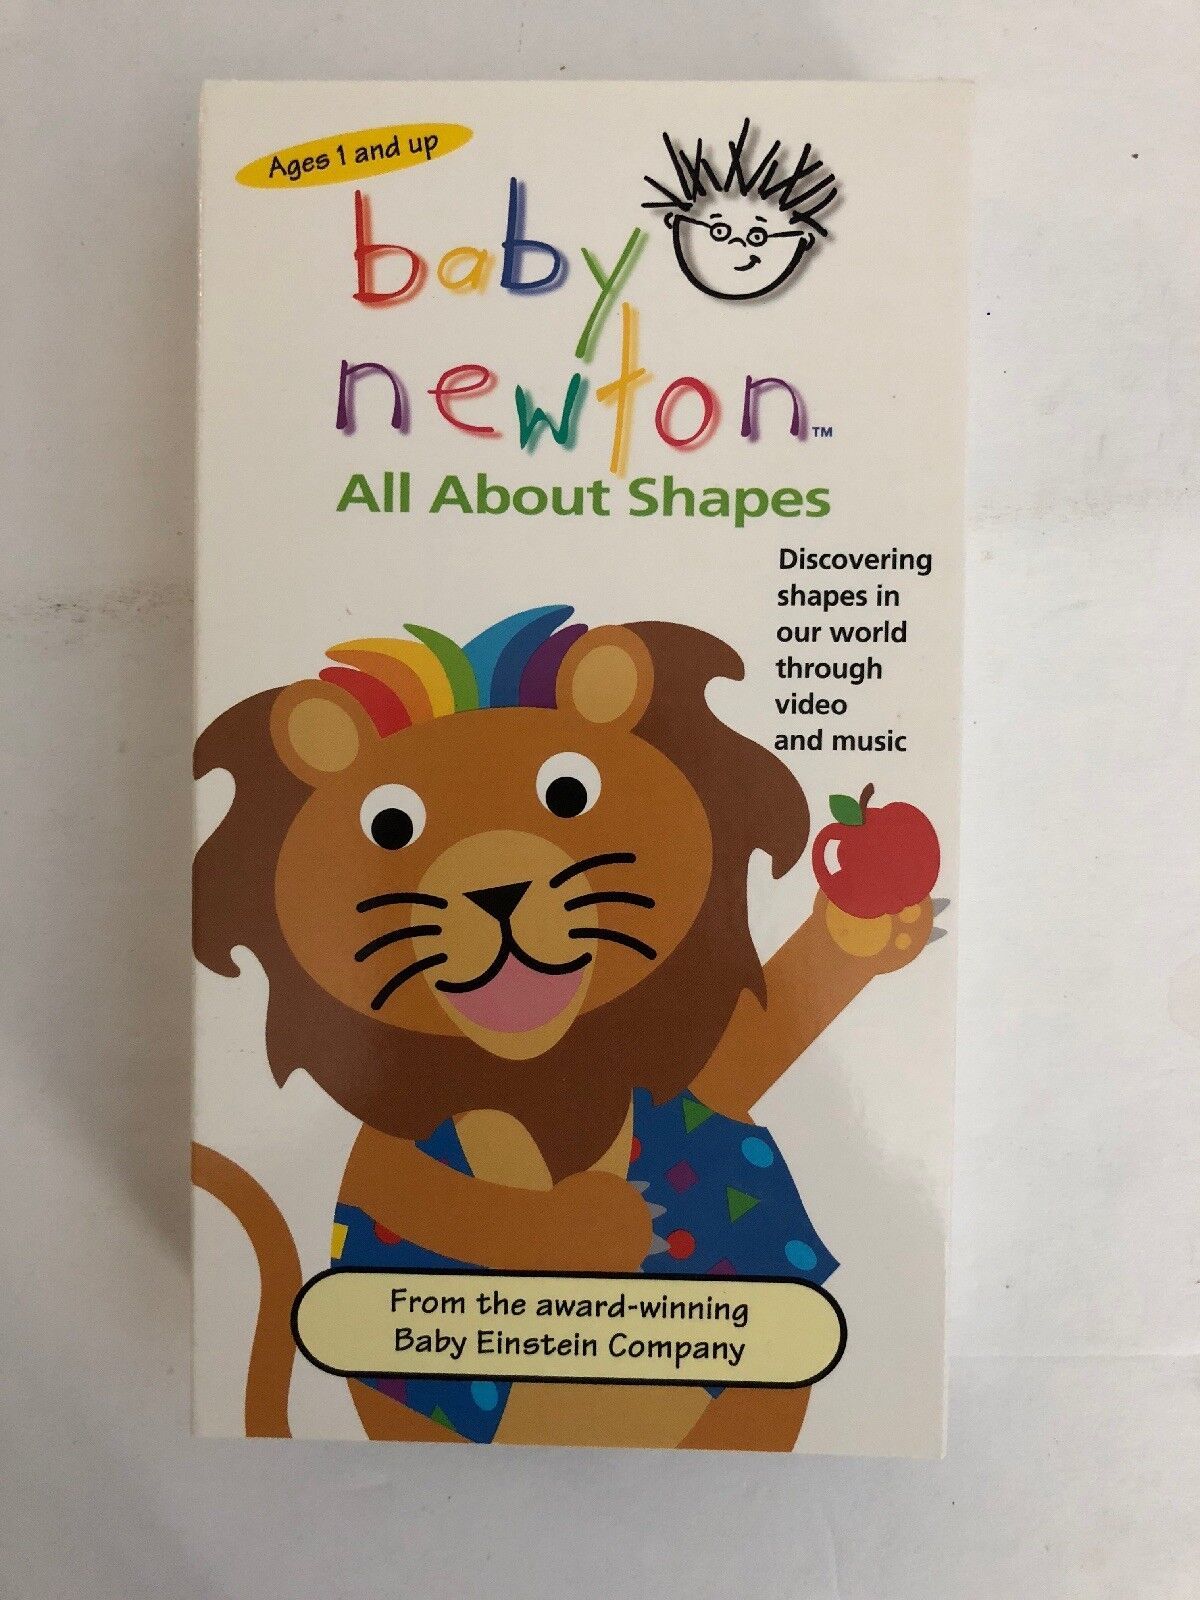 Ages 1 and up
baby
newton™
All About Shapes
Discovering
shapes in
our world
through
video
and music
From the award-winning
Baby Einstein Company